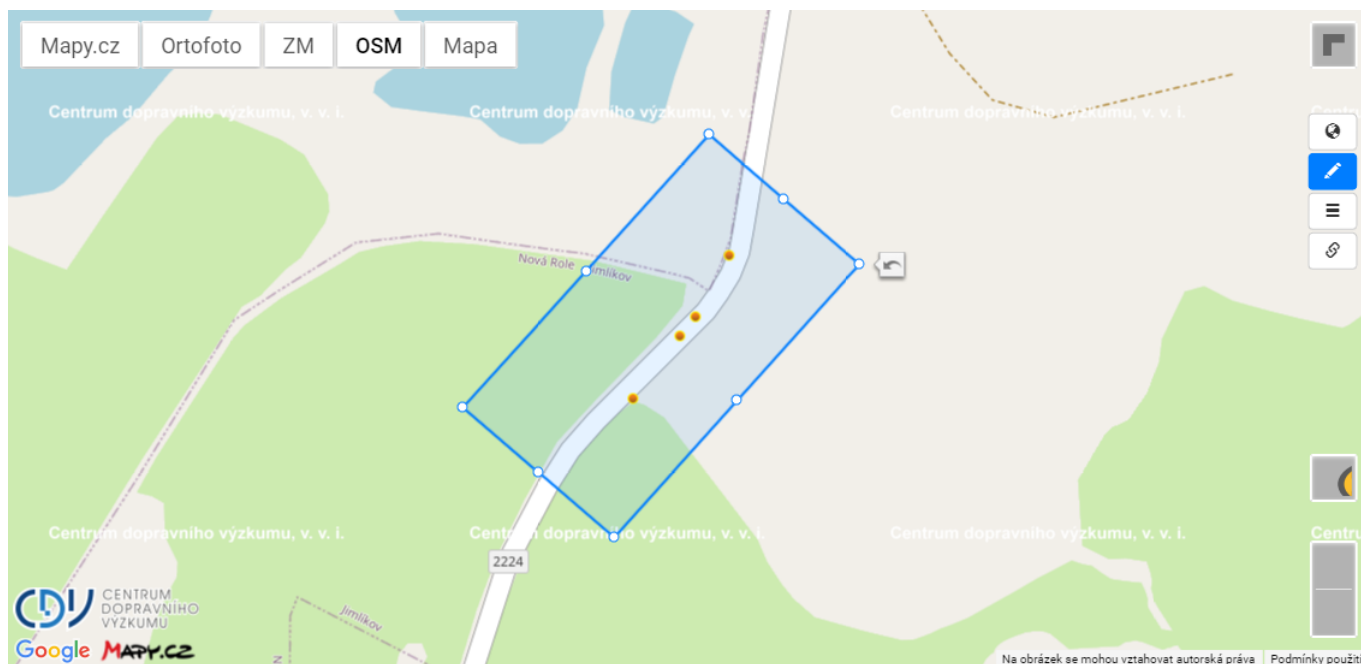 Mapy.cz
Ortofoto
ZM
OSM
Mapa
Centrum dopravního výzkumu, v. v. i.
Centrum dopravního výzkumu, v. v.
Centrum dopravního výzkumu, v. v. i.
Nová Role
Jimlíkov
Centrum dopravního výzkumu, v. v. i.
Centrum dopravního výzkumu, v. v. i.
Centrum dopravního výzkumu, v. v. i.
2224
Jimlíkov
CDV
CENTRUM
DOPRAVNÍHO
VÝZKUMU
Google MAPY.CZ
Na obrázek se mohou vztahovat autorská práva
Podmínky použití